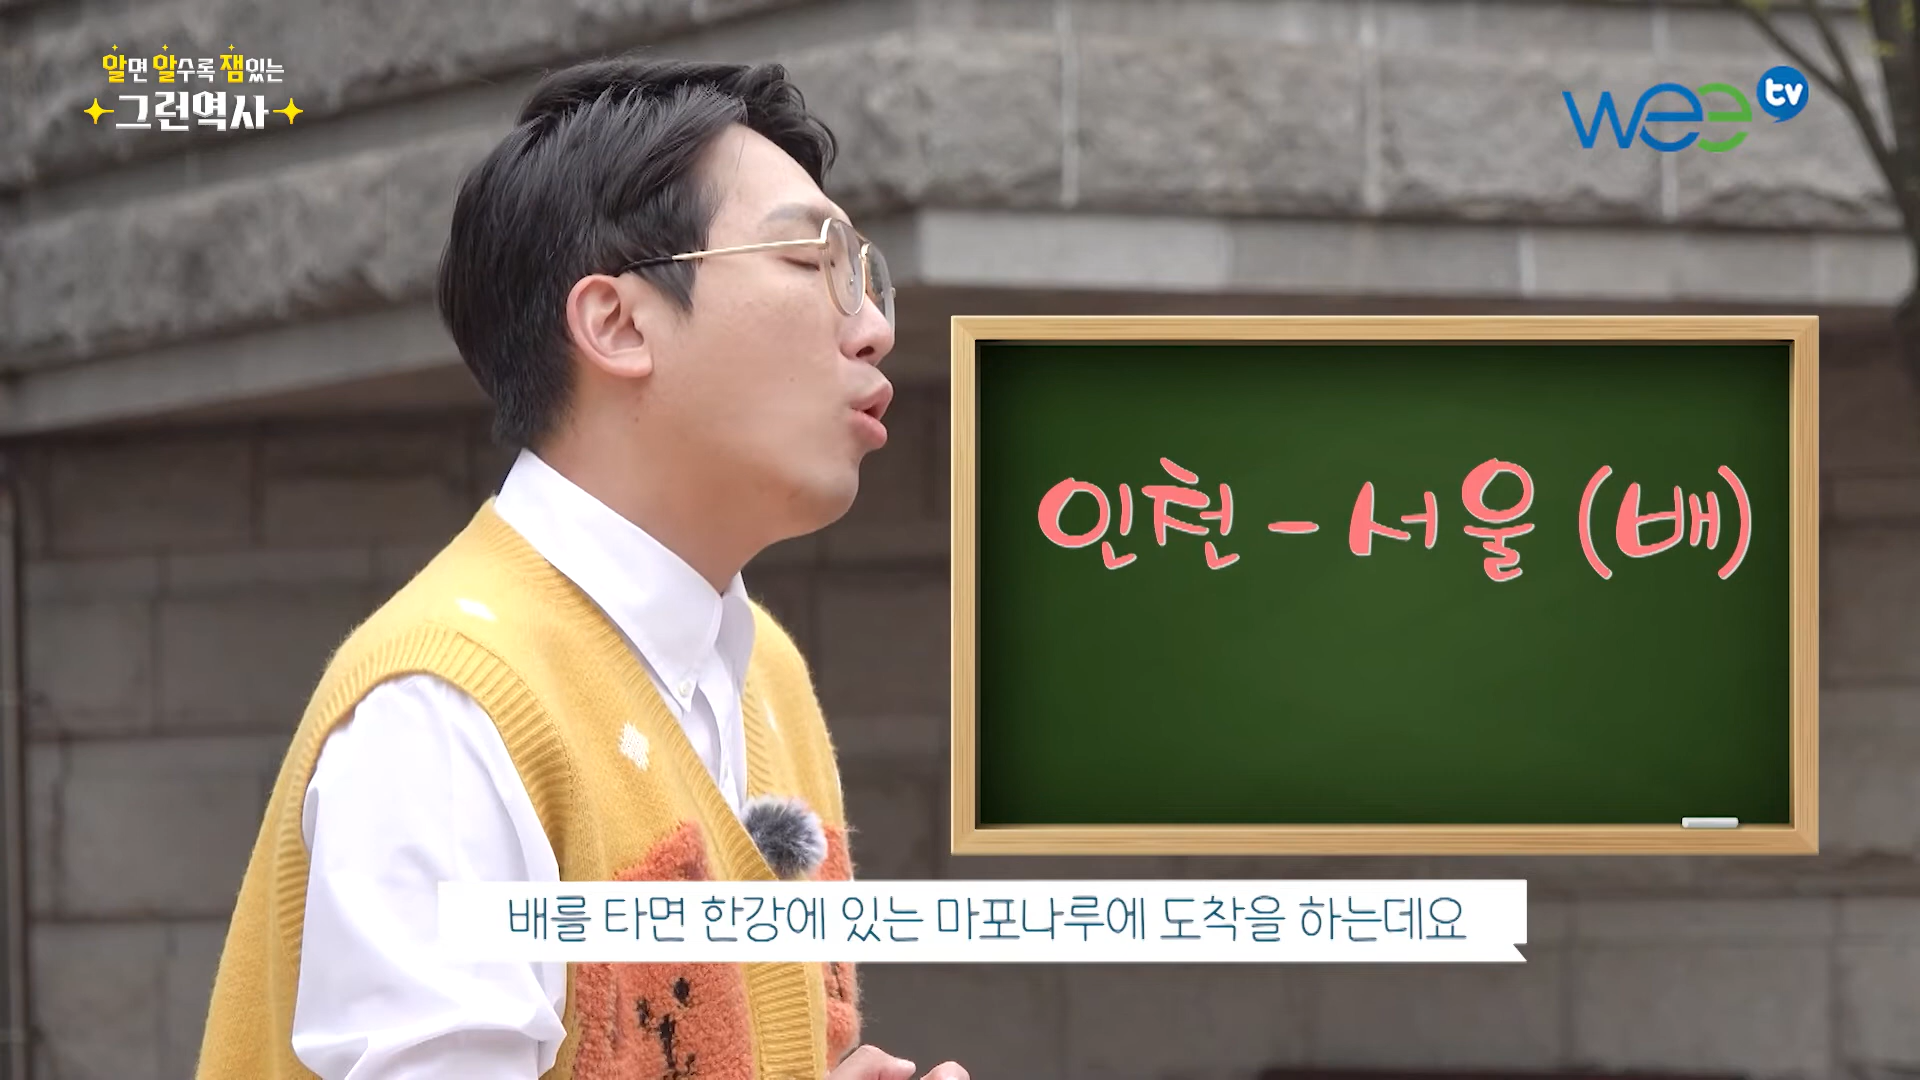 알면 알수록 잼있는
그런역사
wee tv
인천 - 서울 (배)
배를 타면 한강에 있는 마포나루에 도착을 하는데요